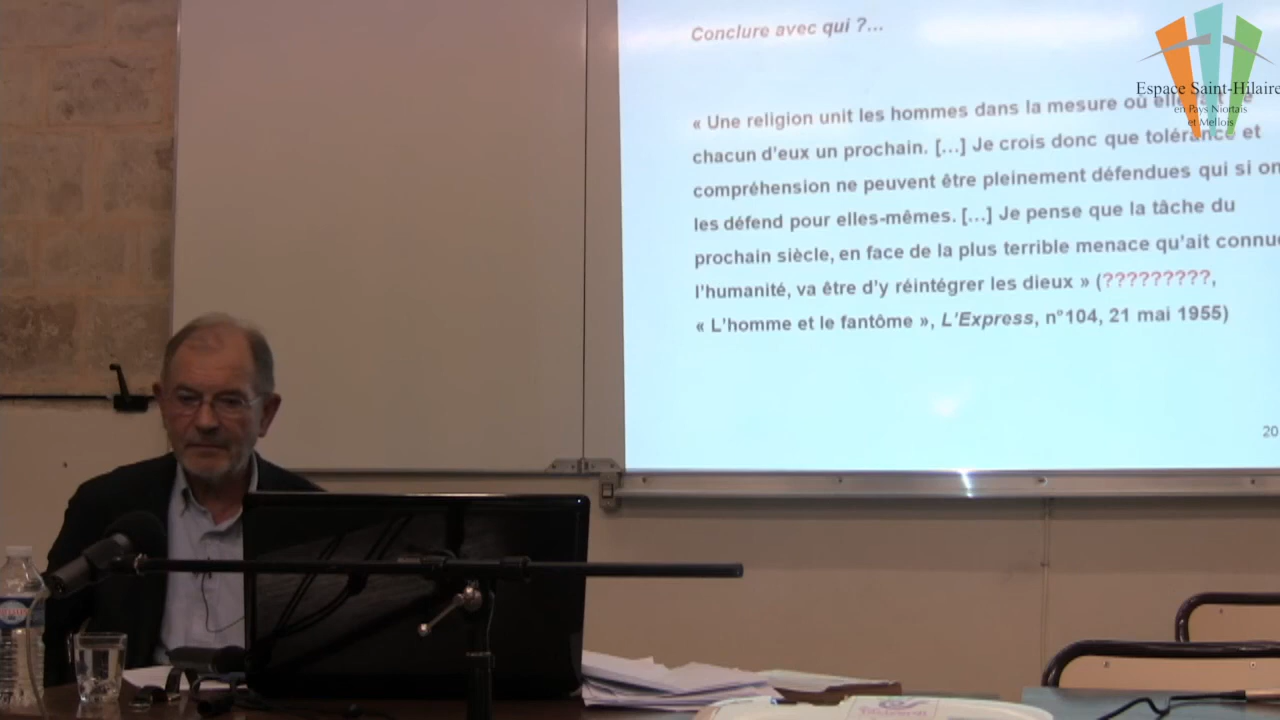 Conclure avec qui ?...
« Une religion unit les hommes dans la mesure où
chacun d'eux un prochain. [...] Je crois donc que tolérance et
compréhension ne peuvent être pleinement défendues qui si on
les défend pour elles-mêmes. [...] Je pense que la tâche du
prochain siècle, en face de la plus terrible menace qu'ait connue
l'humanité, va être d'y réintégrer les dieux » (?????????,
« L'homme et le fantôme », L'Express, n°104, 21 mai 1955)
20
Espace Saint-Hilaire
en Pays Niortais
et Mellois